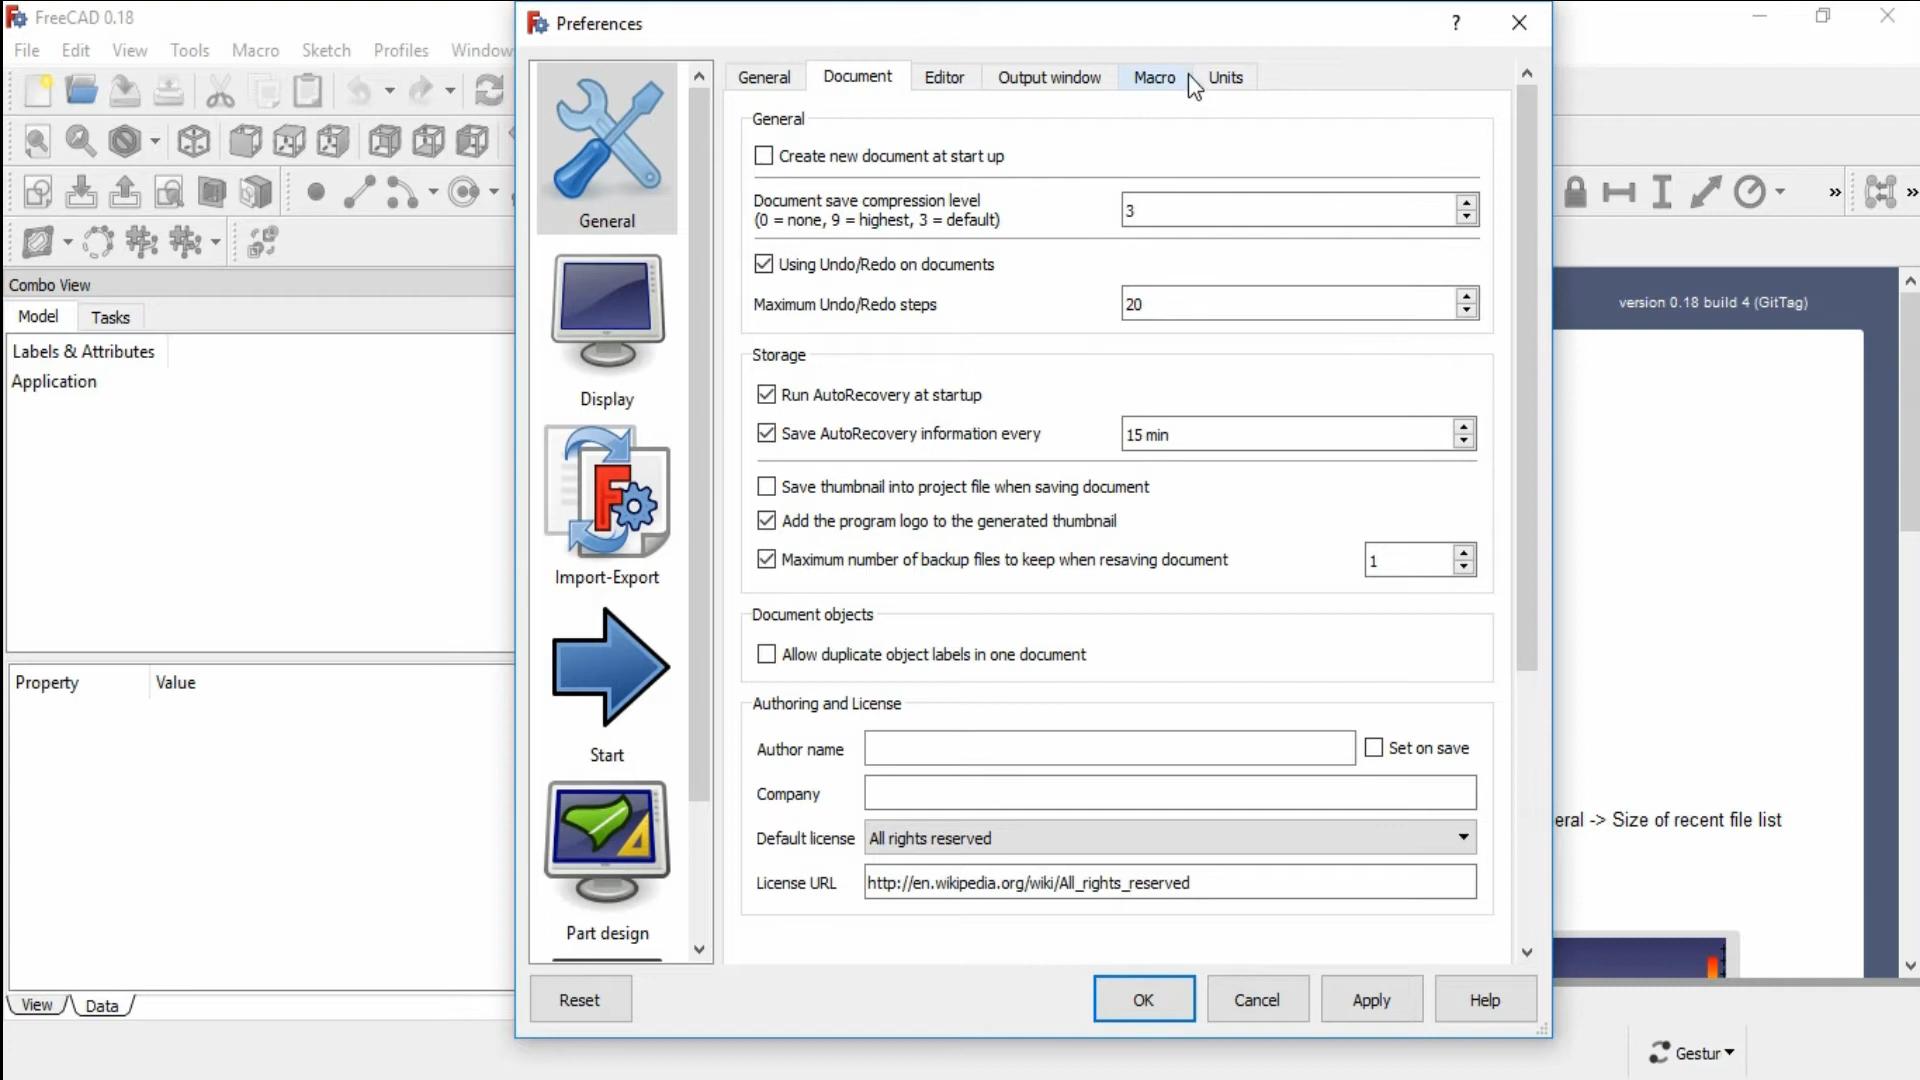 FreeCAD 0.18
File Edit View Tools Macro Sketch Profiles Window
Combo View
Model Tasks
Labels & Attributes
Application
Property Value
View Data
Preferences ?
General
Display
Import-Export
Start
Part design
General Document Editor Output window Macro Units
General
Create new document at start up
Document save compression level
(0 = none, 9 = highest, 3 = default) 3
Using Undo/Redo on documents
Maximum Undo/Redo steps 20
Storage
Run AutoRecovery at startup
Save AutoRecovery information every 15 min
Save thumbnail into project file when saving document
Add the program logo to the generated thumbnail
Maximum number of backup files to keep when resaving document 1
Document objects
Allow duplicate object labels in one document
Authoring and License
Author name Set on save
Company
Default license All rights reserved
License URL http://en.wikipedia.org/wiki/All_rights_reserved
Reset OK Cancel Apply Help
version 0.18 build 4 (GitTag)
eral -> Size of recent file list
Gestur